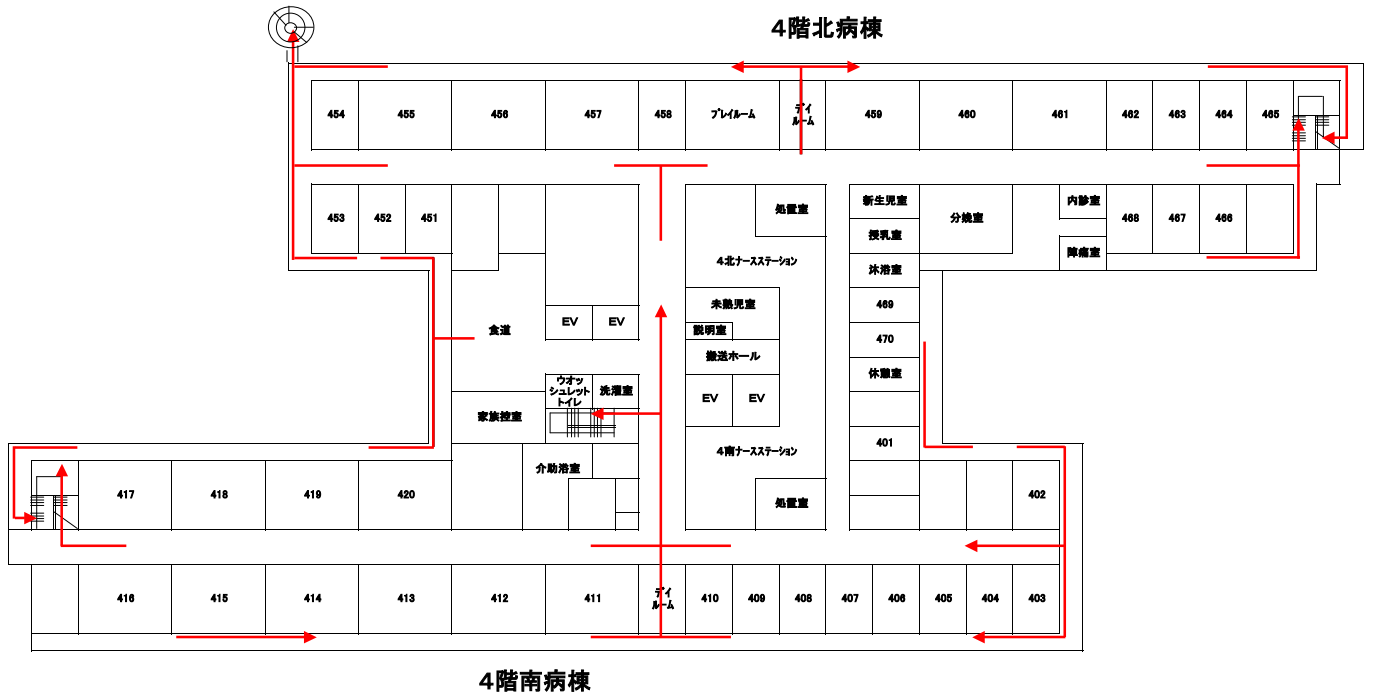 4階北病棟
454
455
456
457
458
プレイルーム
デイ
ルーム
459
460
461
462
463
464
465
453
452
451
処置室
新生児室
分娩室
内診室
468
467
466
授乳室
陣痛室
4北ナースステーション
沐浴室
未熟児室
469
EV
EV
食道
説明室
470
搬送ホール
休憩室
ウオッ
シュレット
トイレ
洗濯室
EV
EV
家族控室
401
4南ナースステーション
介助浴室
417
418
419
420
処置室
402
416
415
414
413
412
411
デイ
ルーム
410
409
408
407
406
405
404
403
4階南病棟